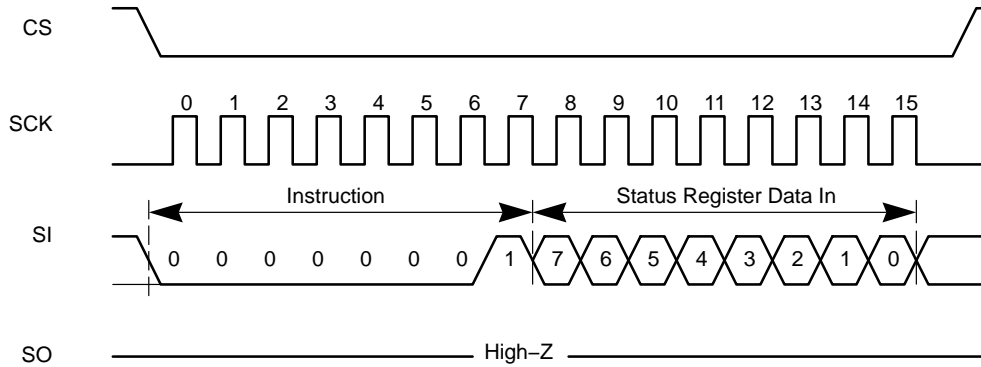 CS
0 1 2 3 4 5 6 7 8 9 10 11 12 13 14 15
SCK
Instruction Status Register Data In
SI
0 0 0 0 0 0 0 1 7 6 5 4 3 2 1 0
SO High−Z